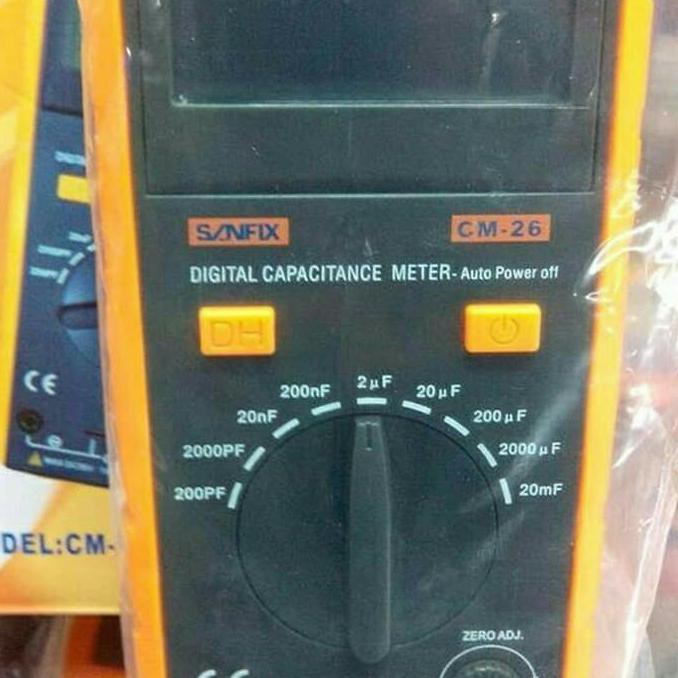 SANFIX
CM-26
DIGITAL CAPACITANCE METER- Auto Power off
DH
200PF
2000PF
20nF
200nF
2μF
20μF
200μF
2000μF
20mF
ZERO ADJ.
CE
DEL:CM-